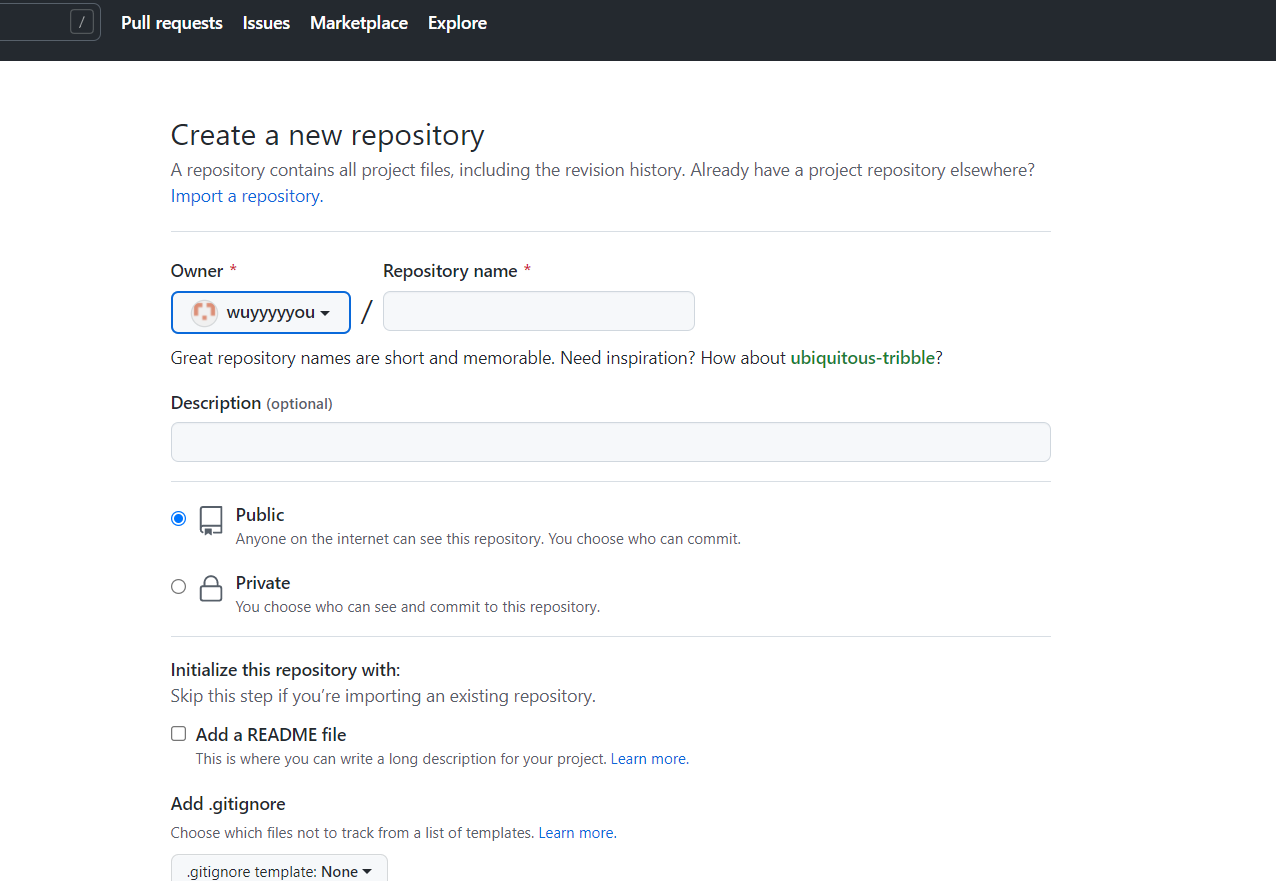 / Pull requests Issues Marketplace Explore
Create a new repository
A repository contains all project files, including the revision history. Already have a project repository elsewhere?
Import a repository.
Owner * Repository name *
wuyyyyyou /
Great repository names are short and memorable. Need inspiration? How about ubiquitous-tribble?
Description (optional)
Public
Anyone on the internet can see this repository. You choose who can commit.
Private
You choose who can see and commit to this repository.
Initialize this repository with:
Skip this step if you’re importing an existing repository.
Add a README file
This is where you can write a long description for your project. Learn more.
Add .gitignore
Choose which files not to track from a list of templates. Learn more.
.gitignore template: None